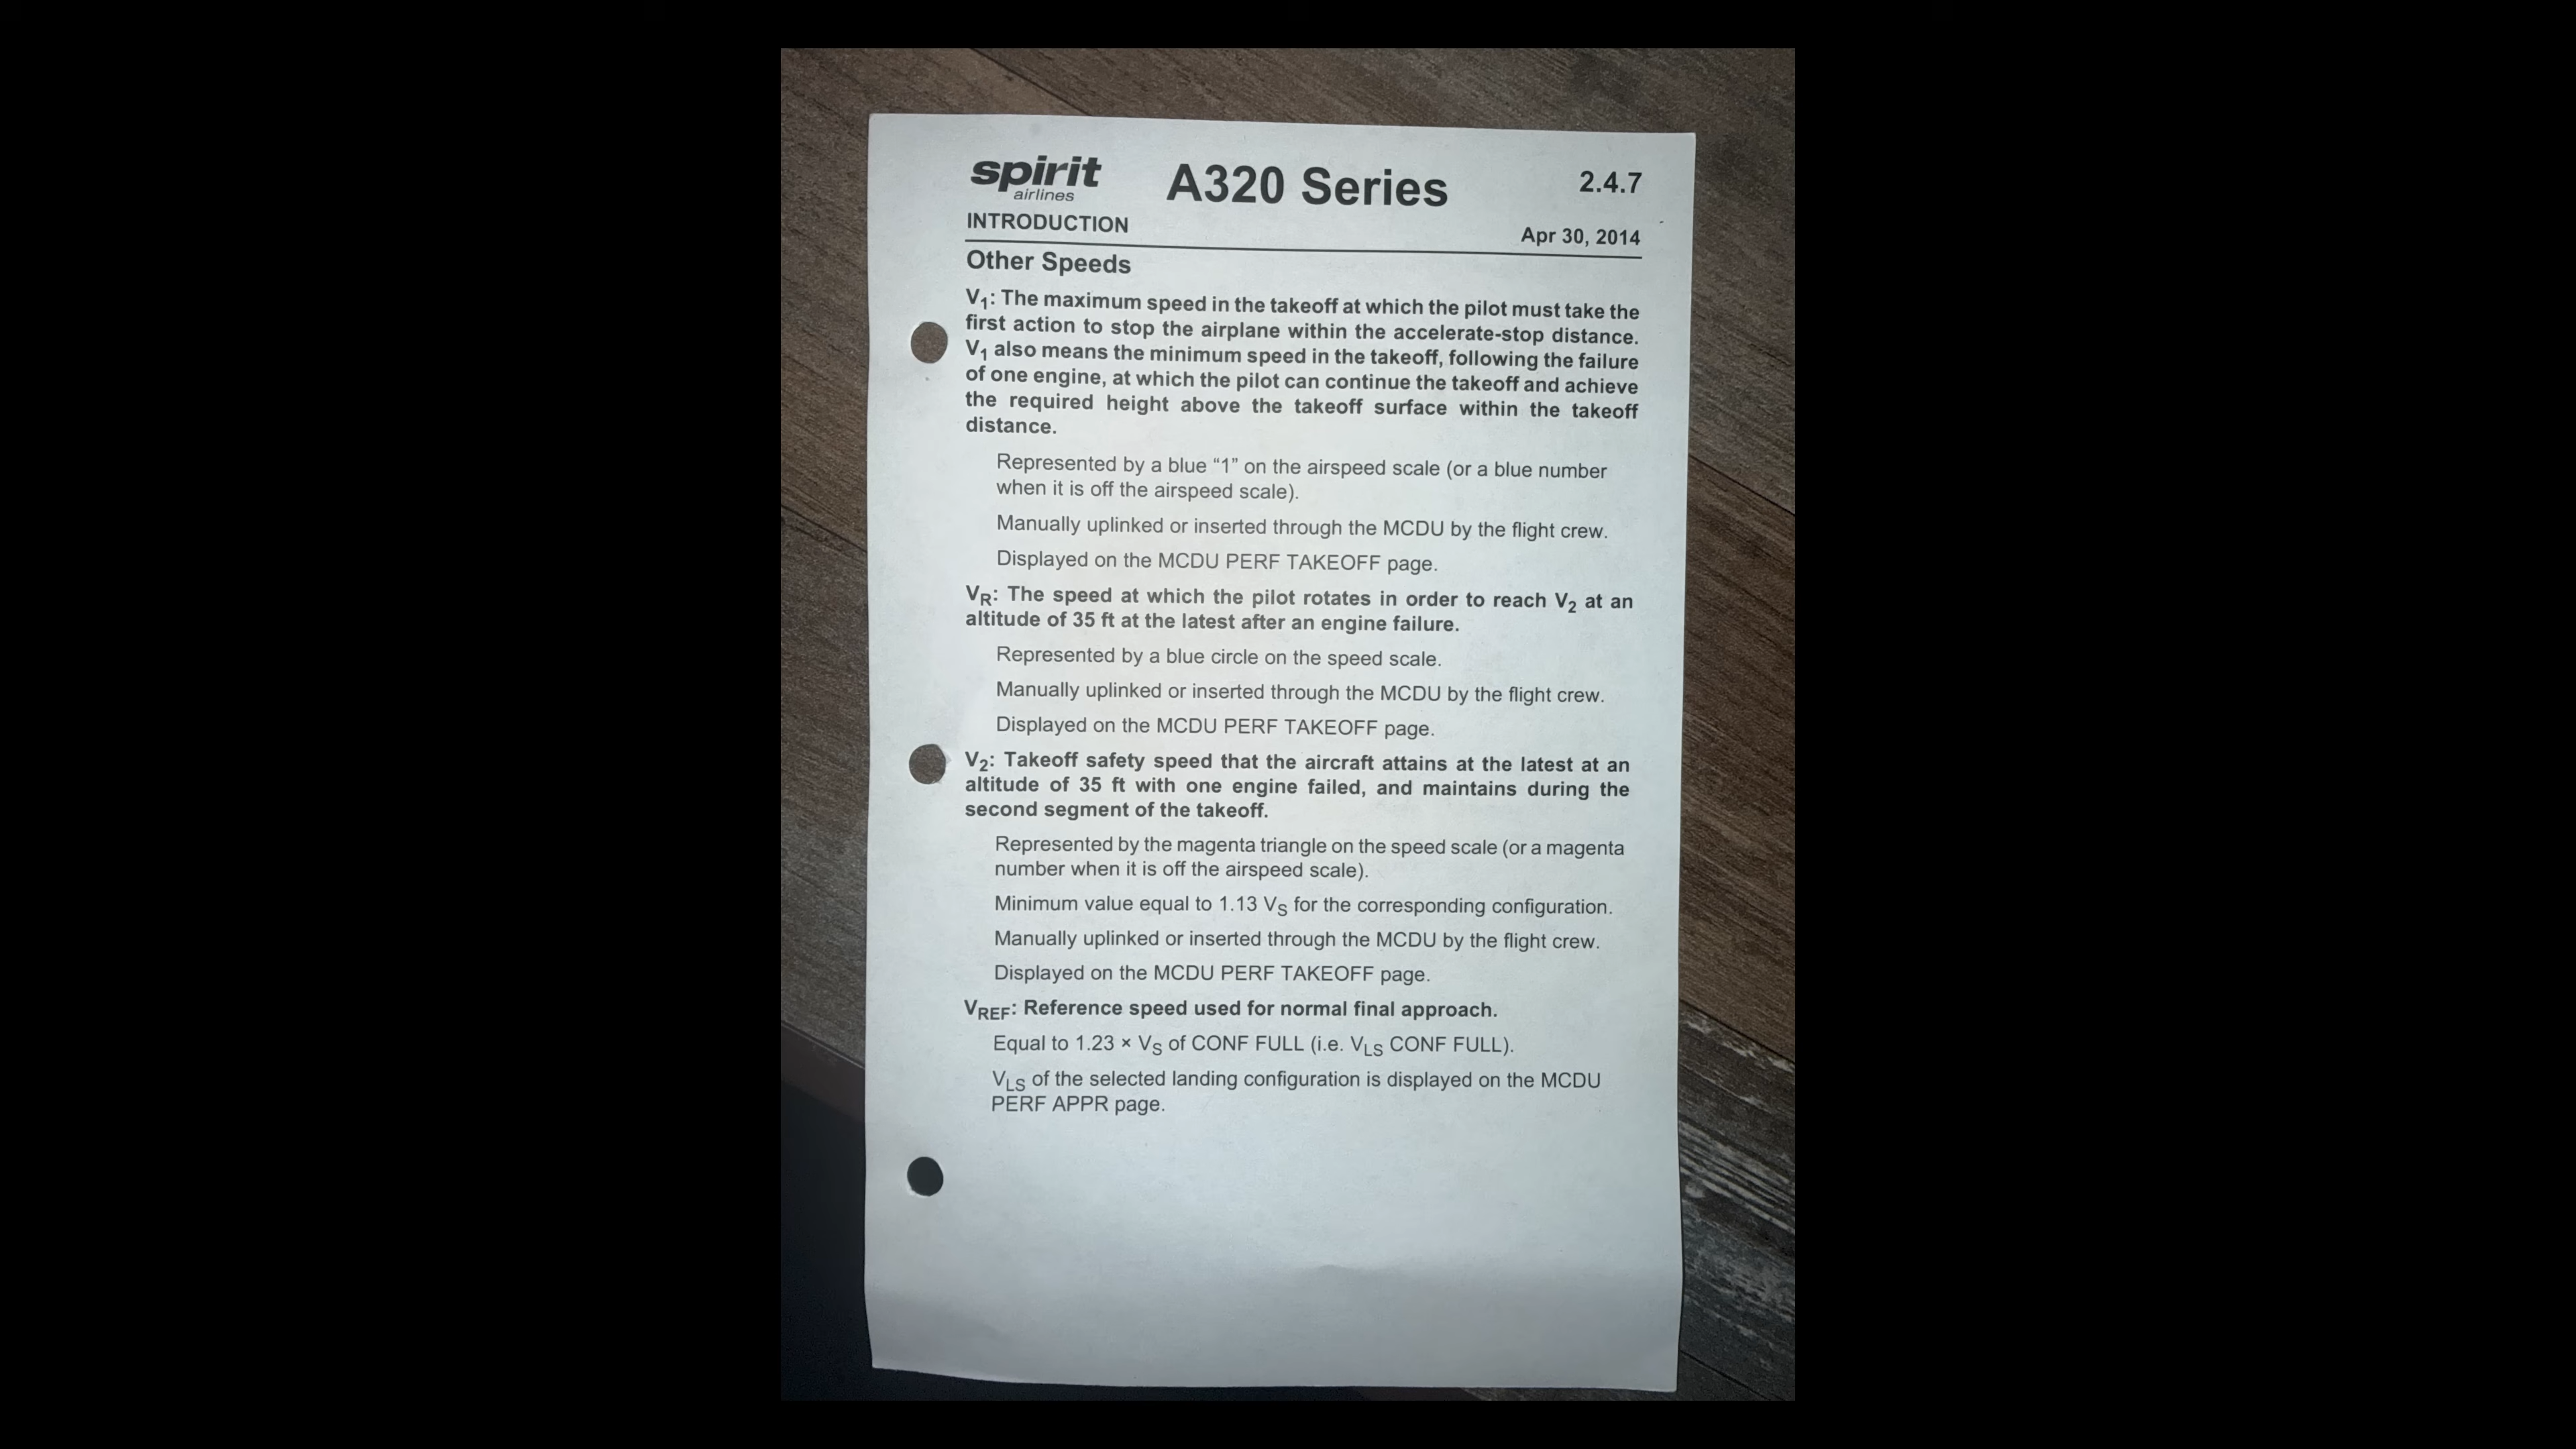 spirit
airlines
A320 Series
2.4.7
INTRODUCTION
Apr 30, 2014
Other Speeds
V1: The maximum speed in the takeoff at which the pilot must take the
first action to stop the airplane within the accelerate-stop distance.
V1 also means the minimum speed in the takeoff, following the failure
of one engine, at which the pilot can continue the takeoff and achieve
the required height above the takeoff surface within the takeoff
distance.
Represented by a blue “1” on the airspeed scale (or a blue number
when it is off the airspeed scale).
Manually uplinked or inserted through the MCDU by the flight crew.
Displayed on the MCDU PERF TAKEOFF page.
VR: The speed at which the pilot rotates in order to reach V2 at an
altitude of 35 ft at the latest after an engine failure.
Represented by a blue circle on the speed scale.
Manually uplinked or inserted through the MCDU by the flight crew.
Displayed on the MCDU PERF TAKEOFF page.
V2: Takeoff safety speed that the aircraft attains at the latest at an
altitude of 35 ft with one engine failed, and maintains during the
second segment of the takeoff.
Represented by the magenta triangle on the speed scale (or a magenta
number when it is off the airspeed scale).
Minimum value equal to 1.13 VS for the corresponding configuration.
Manually uplinked or inserted through the MCDU by the flight crew.
Displayed on the MCDU PERF TAKEOFF page.
VREF: Reference speed used for normal final approach.
Equal to 1.23 × VS of CONF FULL (i.e. VLS CONF FULL).
VLS of the selected landing configuration is displayed on the MCDU
PERF APPR page.